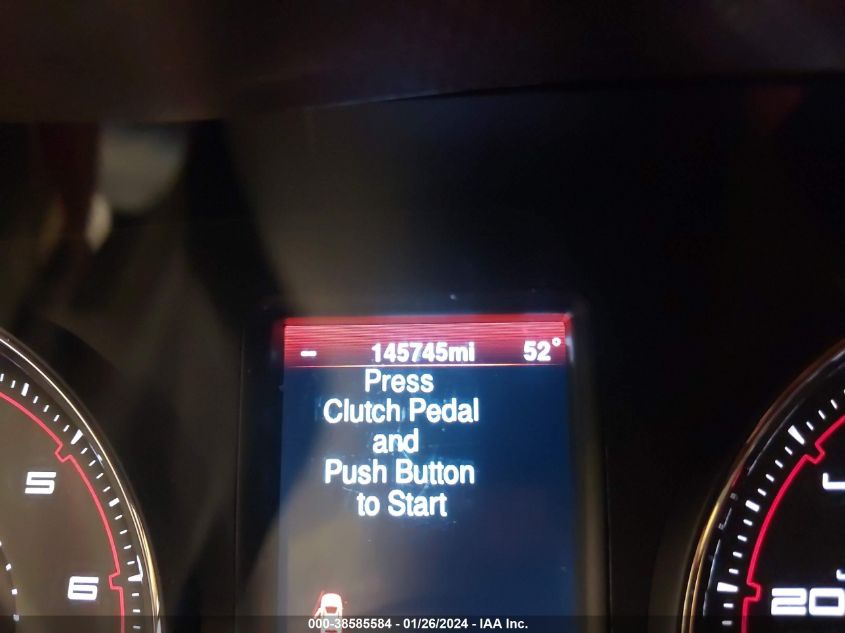 145745mi 52°
Press
Clutch Pedal
and
Push Button
to Start
5
6
20
000-38585584 - 01/26/2024 - IAA Inc.